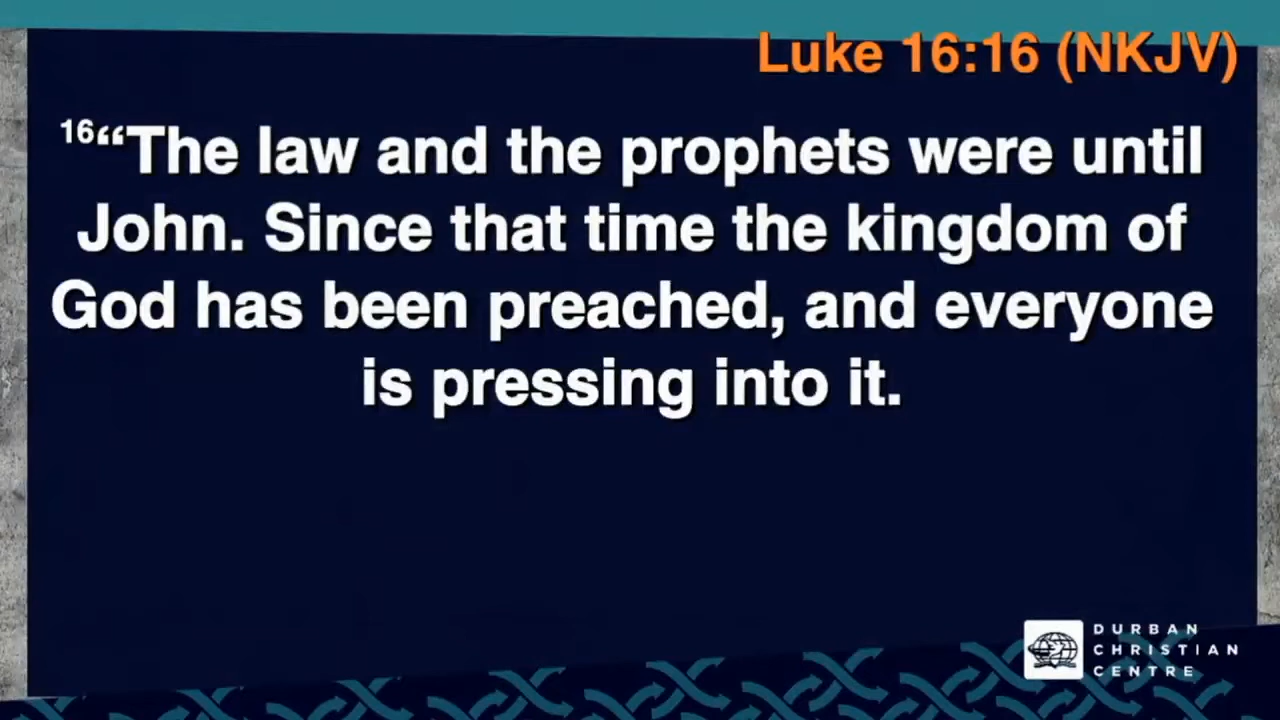 Luke 16:16 (NKJV)
16“The law and the prophets were until
John. Since that time the kingdom of
God has been preached, and everyone
is pressing into it.
DURBAN
CHRISTIAN
CENTRE